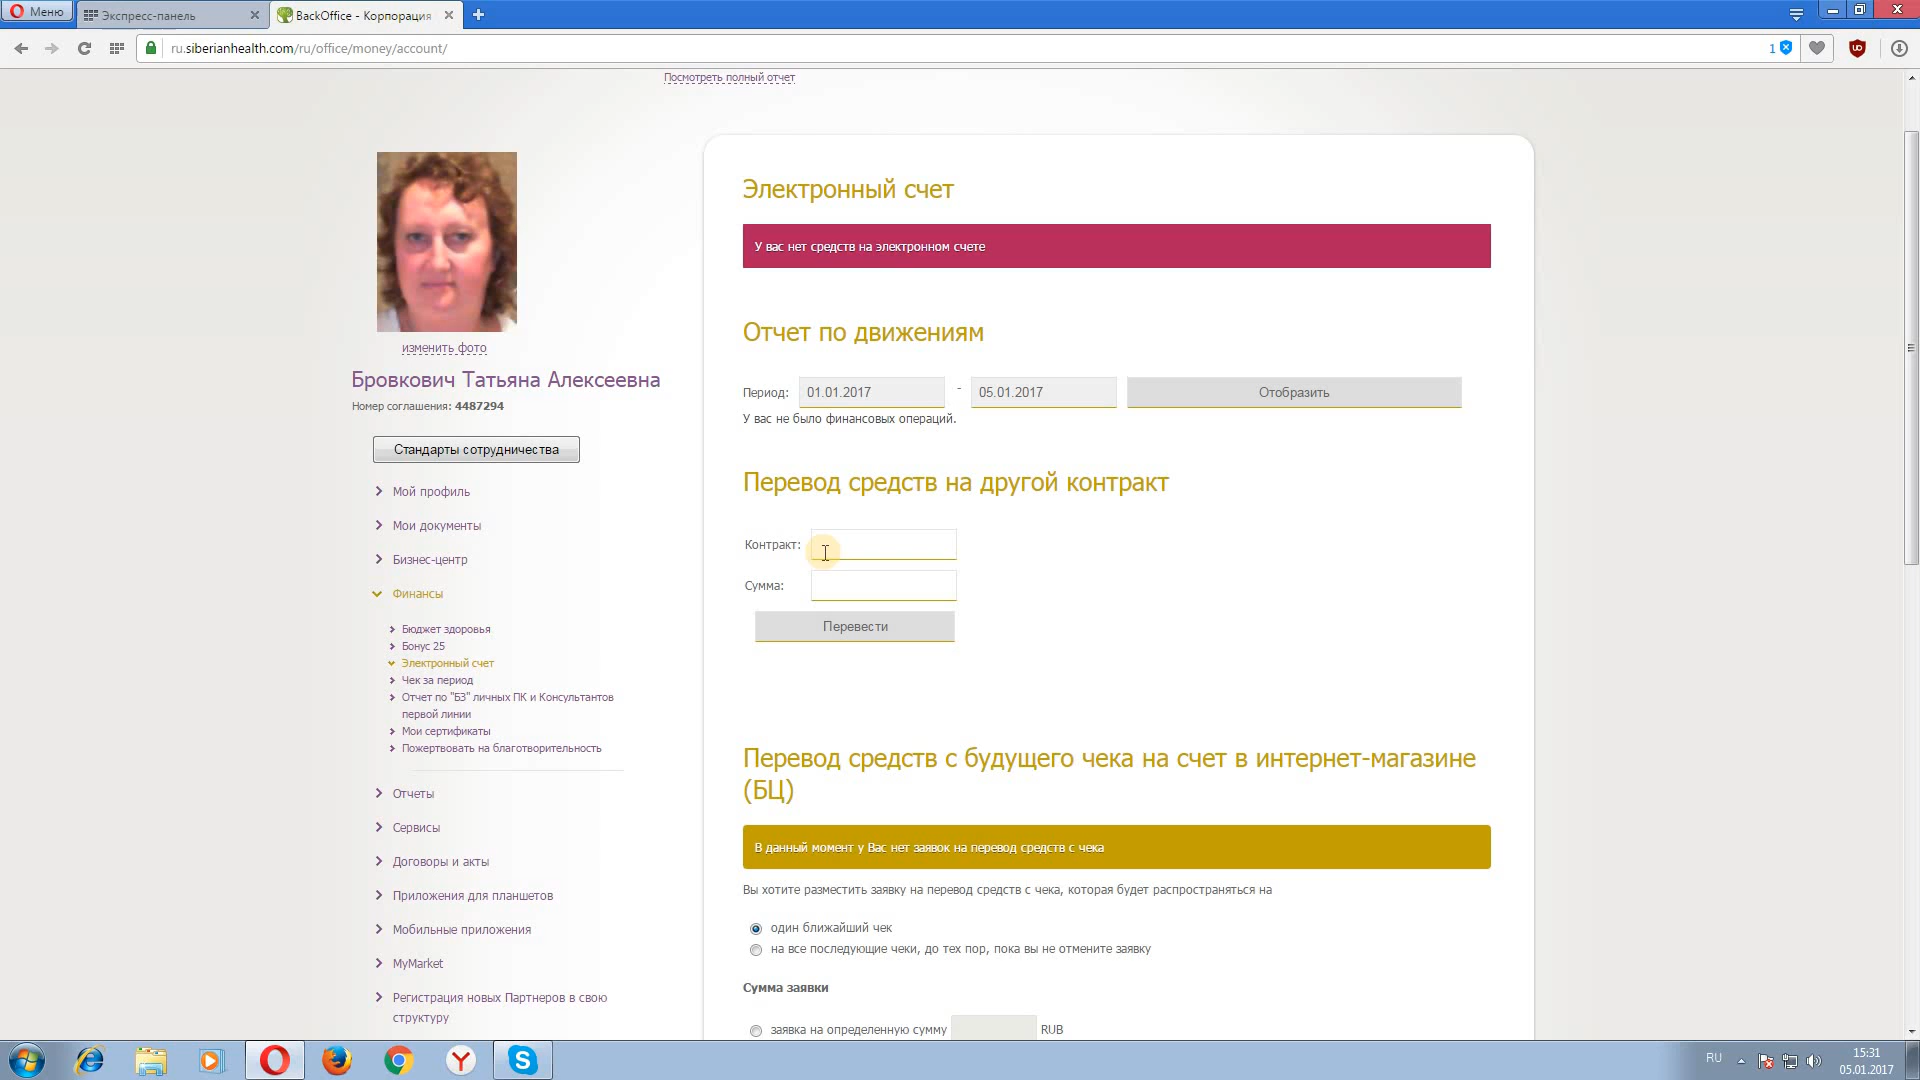 Меню
Экспресс-панель
BackOffice - Корпорация
ru.siberianhealth.com/ru/office/money/account/
1
Посмотреть полный отчет
изменить фото
Бровкович Татьяна Алексеевна
Номер соглашения: 4487294
Стандарты сотрудничества
Мой профиль
Мои документы
Бизнес-центр
Финансы
Бюджет здоровья
Бонус 25
Электронный счет
Чек за период
Отчет по "БЗ" личных ПК и Консультантов
первой линии
Мои сертификаты
Пожертвовать на благотворительность
Отчеты
Сервисы
Договоры и акты
Приложения для планшетов
Мобильные приложения
MyMarket
Регистрация новых Партнеров в свою
структуру
Электронный счет
У вас нет средств на электронном счете
Отчет по движениям
Период: 01.01.2017 - 05.01.2017 Отобразить
У вас не было финансовых операций.
Перевод средств на другой контракт
Контракт:
Сумма:
Перевести
Перевод средств с будущего чека на счет в интернет-магазине
(БЦ)
В данный момент у Вас нет заявок на перевод средств с чека
Вы хотите разместить заявку на перевод средств с чека, которая будет распространяться на
один ближайший чек
на все последующие чеки, до тех пор, пока вы не отмените заявку
Сумма заявки
заявка на определенную сумму RUB
RU
15:31
05.01.2017